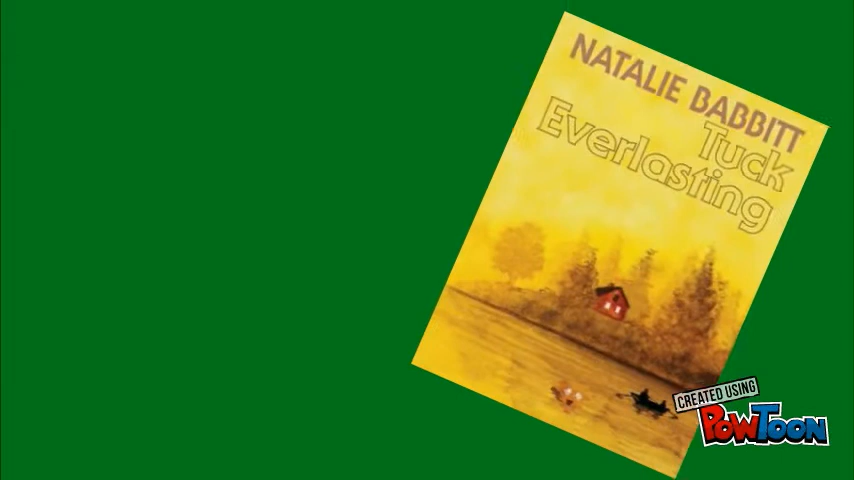 NATALIE BABBITT
Tuck
Everlasting
CREATED USING
POWTOON